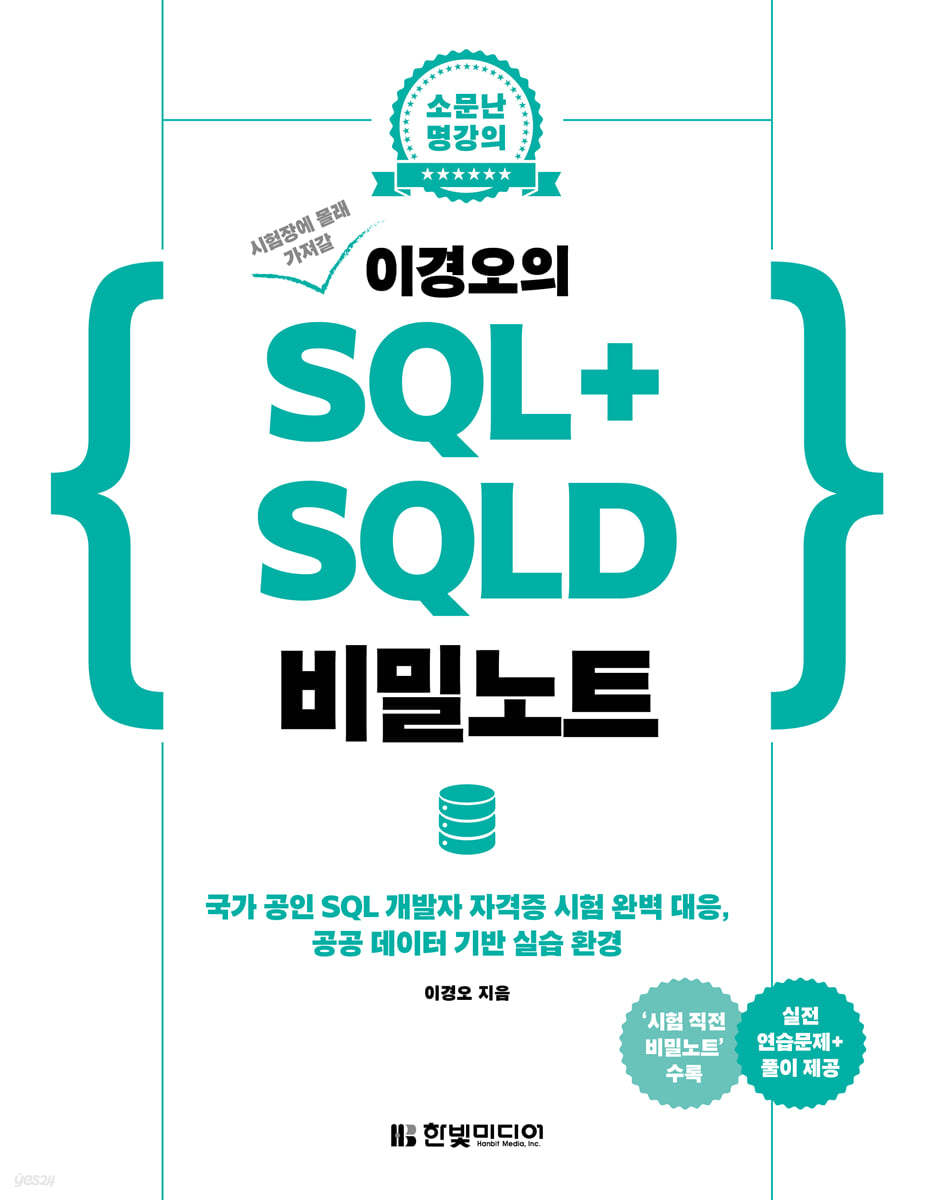 소문난
명강의
시험장에 몰래
가져갈
이경오의
SQL+
SQLD
비밀노트
국가 공인 SQL 개발자 자격증 시험 완벽 대응,
공공 데이터 기반 실습 환경
이경오 지음
‘시험 직전
비밀노트’
수록
실전
연습문제+
풀이 제공
한빛미디어
Hanbit Media, Inc.
yes24